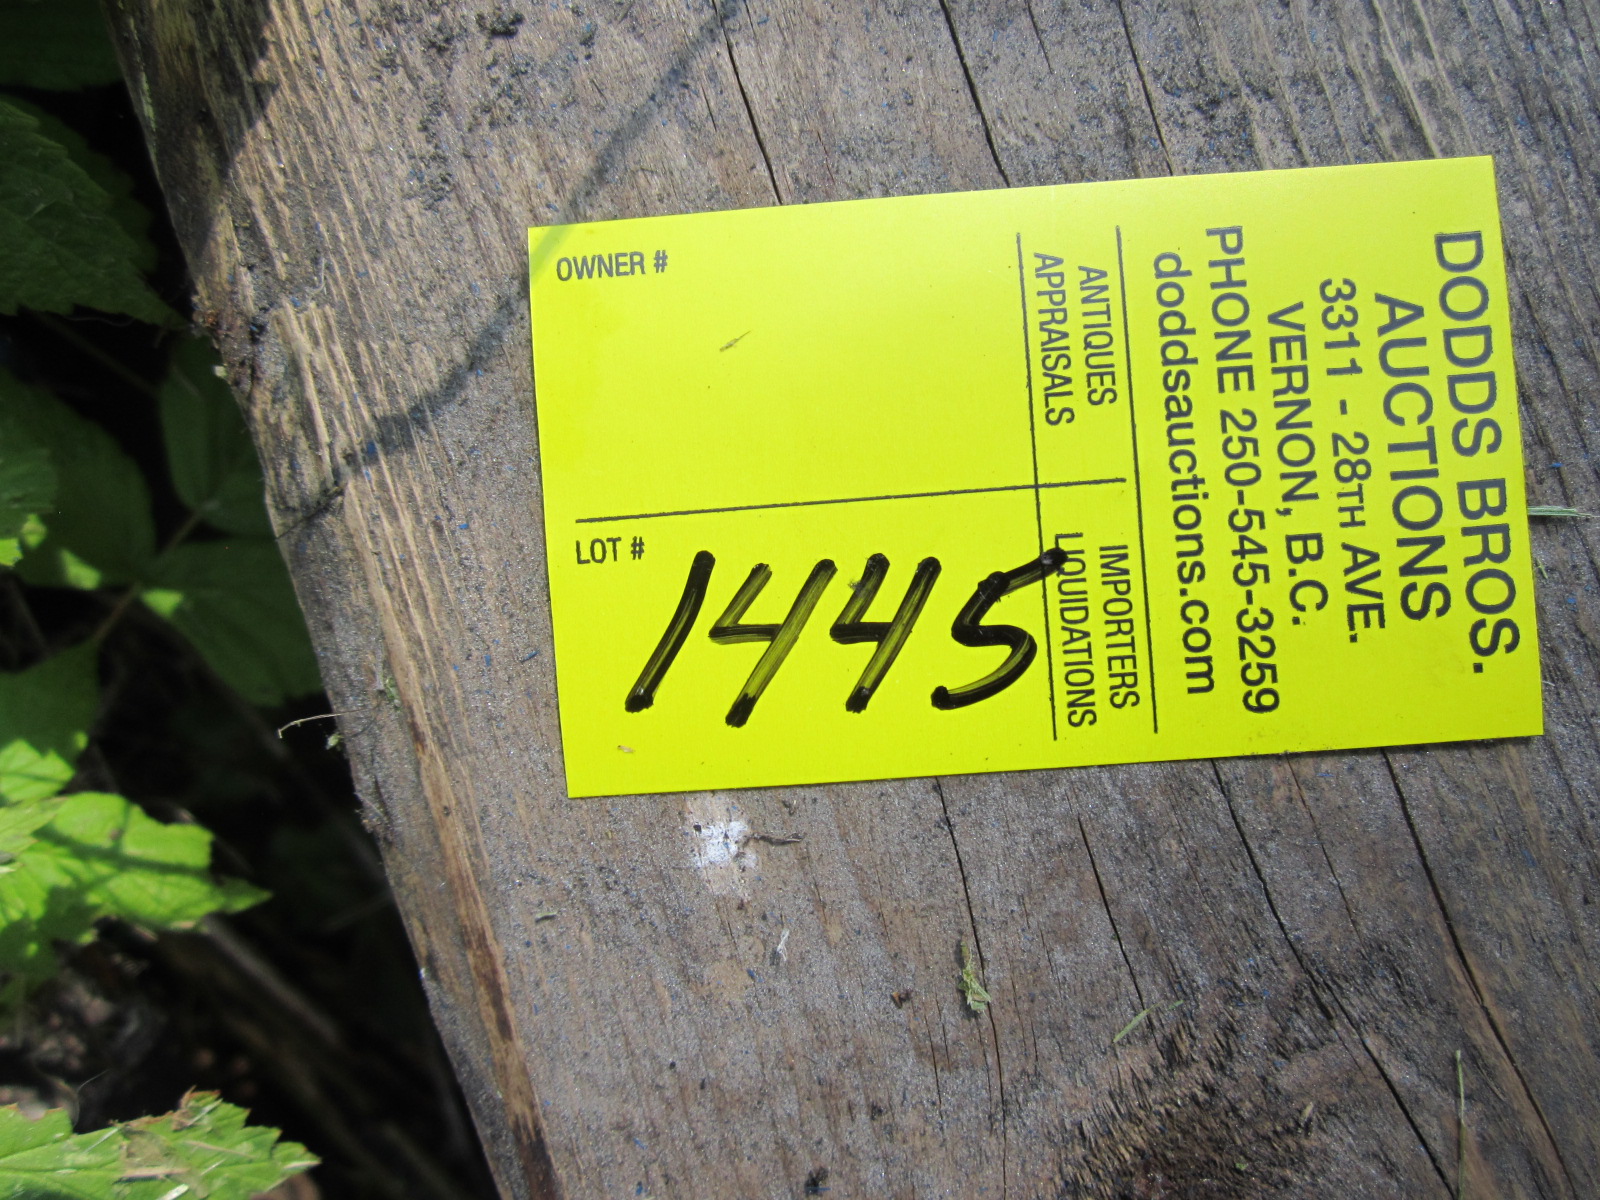 DODDS BROS.
AUCTIONS
3311 - 28TH AVE.
VERNON, B.C.
PHONE 250-545-3259
doddsauctions.com
ANTIQUES
APPRAISALS
IMPORTERS
LIQUIDATIONS
OWNER #
LOT #
1445